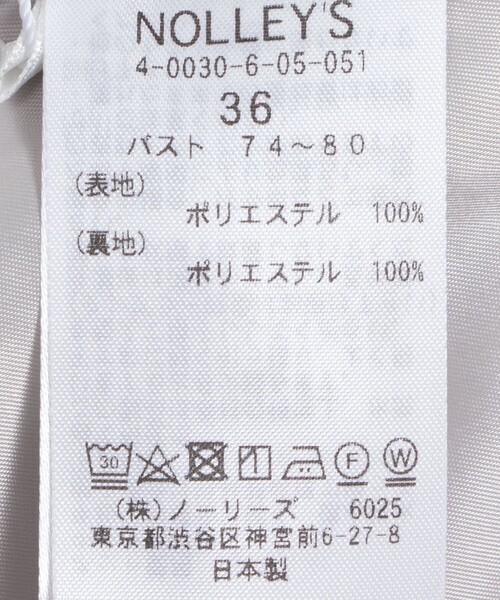 NOLLEY'S
4-0030-6-05-051
36
バスト 74~80
(表地)
ポリエステル 100%
(裏地)
ポリエステル 100%
30 F W
(株)ノーリーズ 6025
東京都渋谷区神宮前6-27-8
日本製